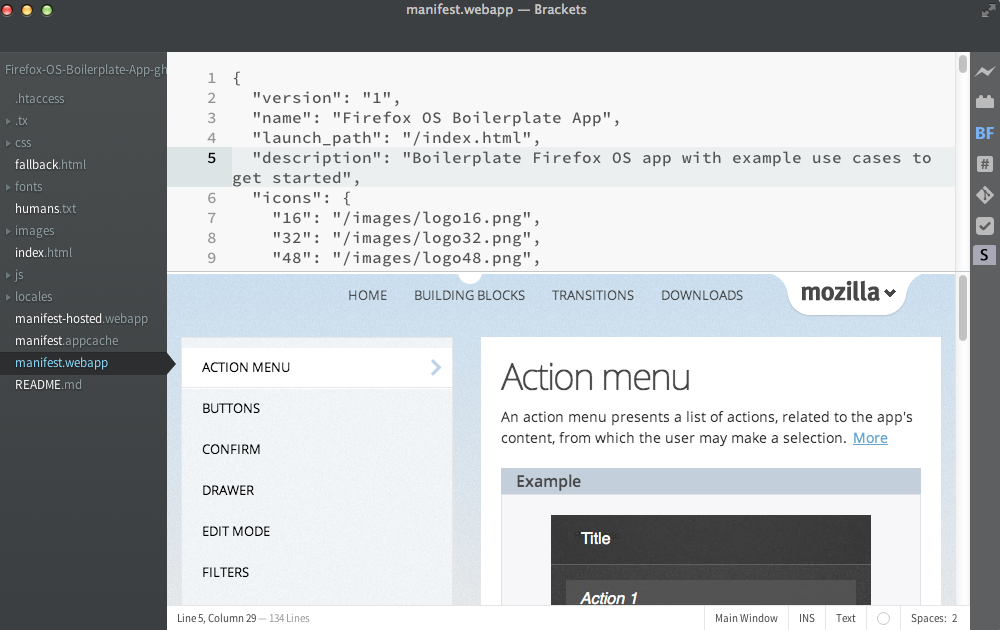 manifest.webapp — Brackets
Firefox-OS-Boilerplate-App-gh
.htaccess
.tx
css
fallback.html
fonts
humans.txt
images
index.html
js
locales
manifest-hosted.webapp
manifest.appcache
manifest.webapp
README.md
1 {
2 "version": "1",
3 "name": "Firefox OS Boilerplate App",
4 "launch_path": "/index.html",
5 "description": "Boilerplate Firefox OS app with example use cases to
get started",
6 "icons": {
7 "16": "/images/logo16.png",
8 "32": "/images/logo32.png",
9 "48": "/images/logo48.png",
BF
#
S
HOME BUILDING BLOCKS TRANSITIONS DOWNLOADS mozilla
ACTION MENU
BUTTONS
CONFIRM
DRAWER
EDIT MODE
FILTERS
Action menu
An action menu presents a list of actions, related to the app's
content, from which the user may make a selection. More
Example
Title
Action 1
Line 5, Column 29 — 134 Lines Main Window INS Text Spaces: 2